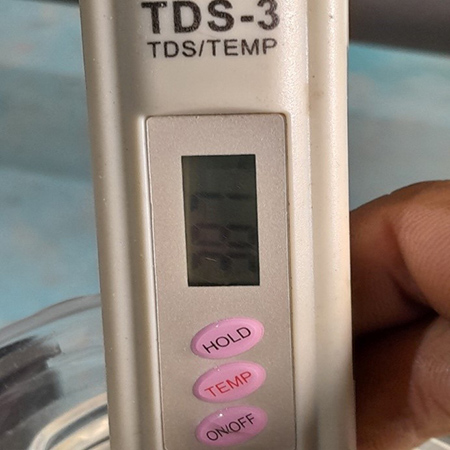 TDS-3
TDS/TEMP
HOLD
TEMP
ON/OFF